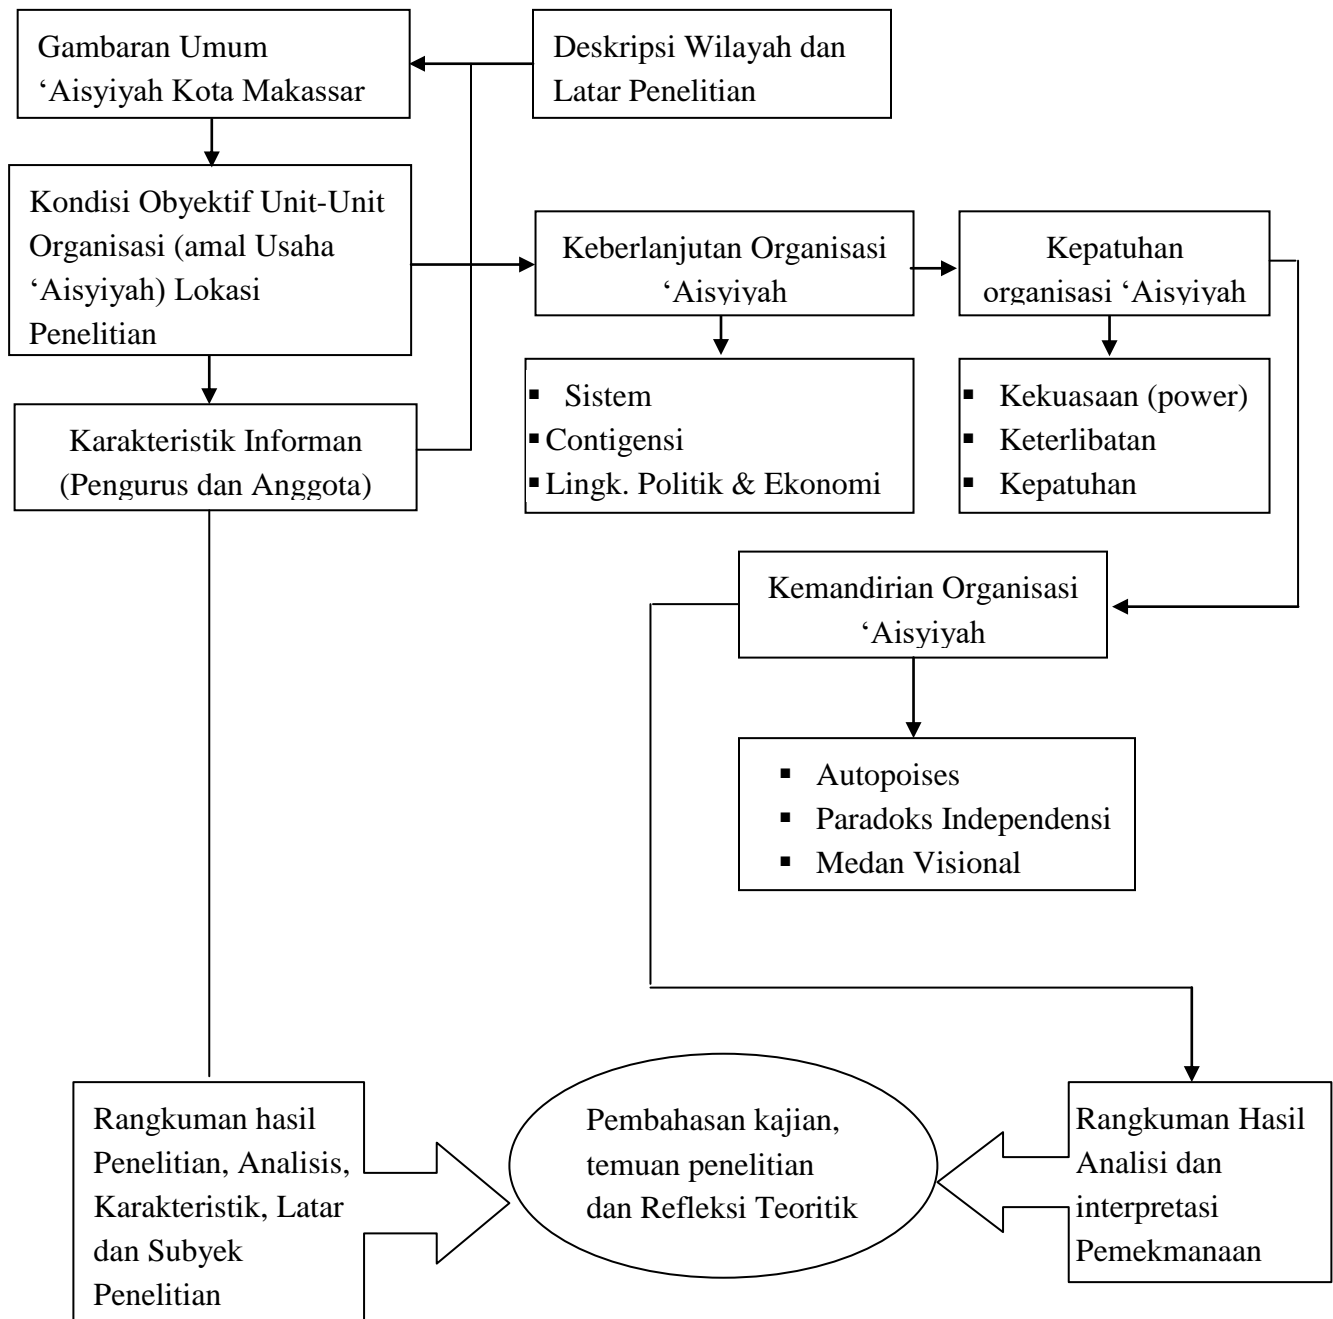 Gambaran Umum
‘Aisyiyah Kota Makassar
Deskripsi Wilayah dan
Latar Penelitian
Kondisi Obyektif Unit-Unit
Organisasi (amal Usaha
‘Aisyiyah) Lokasi
Penelitian
Keberlanjutan Organisasi
‘Aisyiyah
Kepatuhan
organisasi ‘Aisyiyah
▪ Sistem
▪ Contigensi
▪ Lingk. Politik & Ekonomi
▪ Kekuasaan (power)
▪ Keterlibatan
▪ Kepatuhan
Karakteristik Informan
(Pengurus dan Anggota)
Kemandirian Organisasi
‘Aisyiyah
▪ Autopoises
▪ Paradoks Independensi
▪ Medan Visional
Rangkuman hasil
Penelitian, Analisis,
Karakteristik, Latar
dan Subyek
Penelitian
Pembahasan kajian,
temuan penelitian
dan Refleksi Teoritik
Rangkuman Hasil
Analisi dan
interpretasi
Pemekmanaan